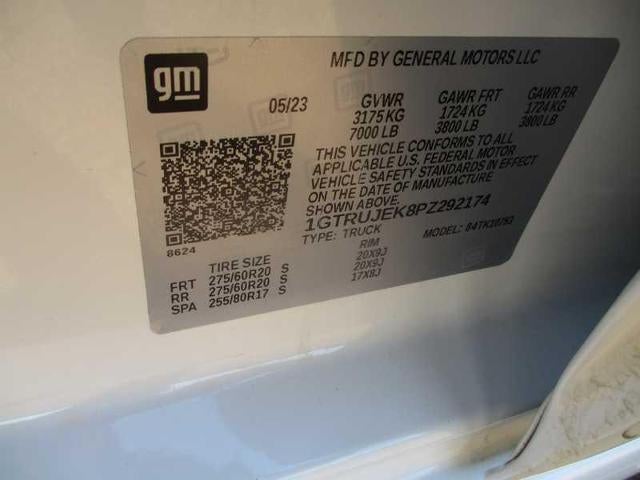 gm
MFD BY GENERAL MOTORS LLC
05/23 GVWR GAWR FRT GAWR RR
3175 KG 1724 KG 1724 KG
7000 LB 3800 LB 3800 LB
THIS VEHICLE CONFORMS TO ALL
APPLICABLE U.S. FEDERAL MOTOR
VEHICLE SAFETY STANDARDS IN EFFECT
ON THE DATE OF MANUFACTURE
SHOWN ABOVE.
1GTRUJEK8PZ292174
TYPE: TRUCK MODEL:
8624
TIRE SIZE RIM
FRT 275/60R20 S 20X9J
RR 275/60R20 S 20X9J
SPA 255/80R17 S 17X8J